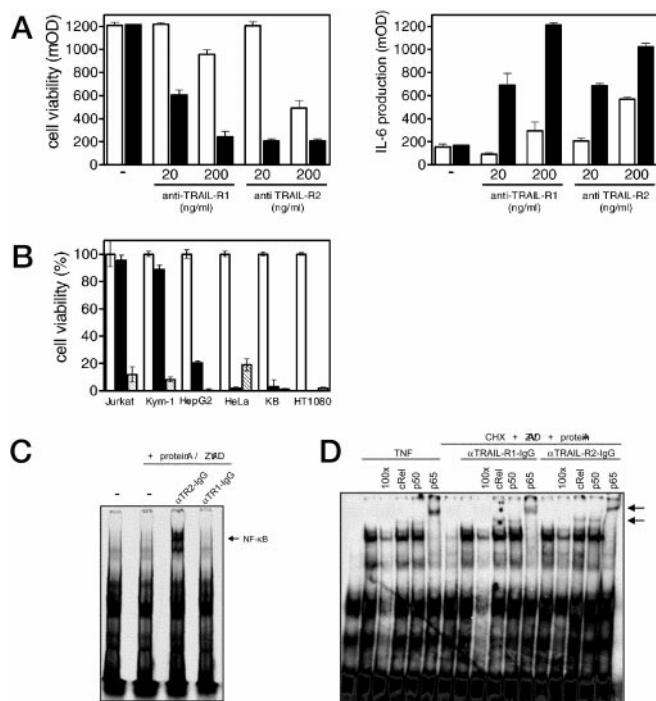 A
cell viability (mOD)
1200
1000
800
600
400
200
-
20
200
20
200
anti-TRAIL-R1
(ng/ml)
anti TRAIL-R2
(ng/ml)
IL-6 production (mOD)
1200
1000
800
600
400
200
0
-
20
200
20
200
anti-TRAIL-R1
(ng/ml)
anti TRAIL-R2
(ng/ml)
B
cell viability (%)
100
80
60
40
20
0
Jurkat
Kym-1
HepG2
HeLa
KB
HT1080
C
+ proteinA /
-
-
αTR2-IgG
αTR1-IgG
NF-κB
D
CHX +
TNF
αTRAIL-R1-IgG
αTRAIL-R2-IgG
100x
cRel
p50
p65
100x
cRel
p50
p65
100x
cRel
p50
p65